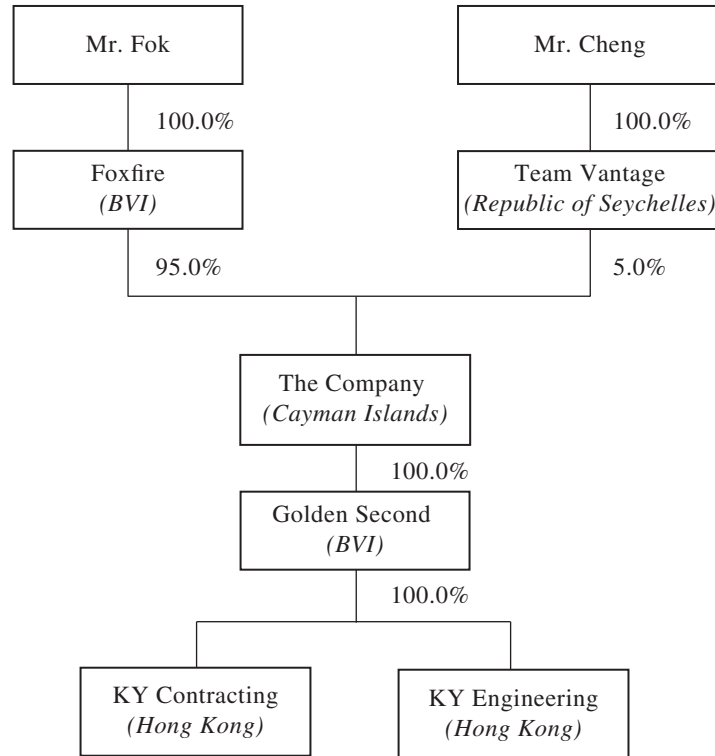 Mr. Fok
Mr. Cheng
100.0%
100.0%
Foxfire
(BVI)
Team Vantage
(Republic of Seychelles)
95.0%
5.0%
The Company
(Cayman Islands)
100.0%
Golden Second
(BVI)
100.0%
KY Contracting
(Hong Kong)
KY Engineering
(Hong Kong)